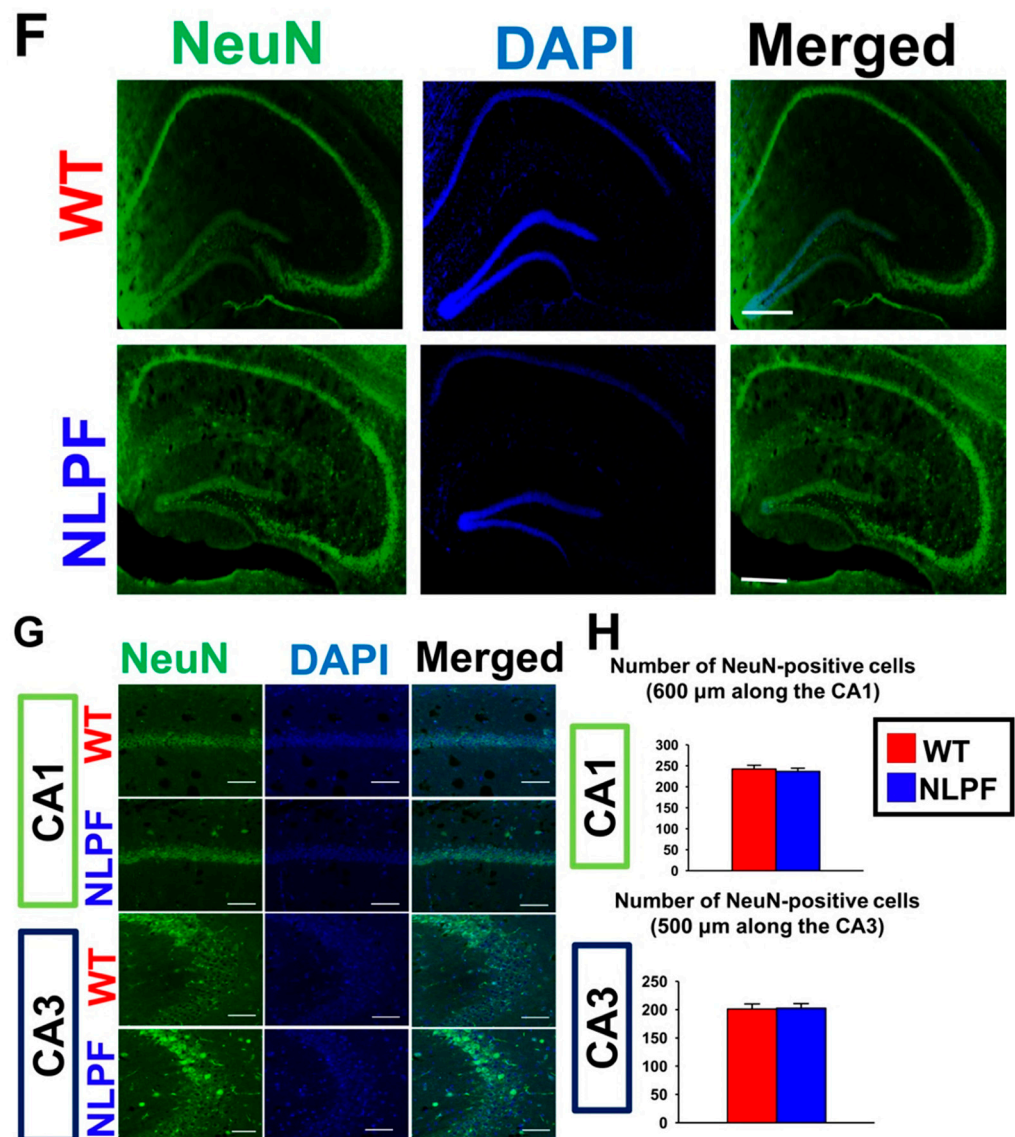 F
NeuN
DAPI
Merged
WT
NLPF
G
NeuN
DAPI
Merged
CA1
WT
NLPF
CA3
WT
NLPF
H
Number of NeuN-positive cells
(600 µm along the CA1)
CA1
300
250
200
150
100
50
0
WT
NLPF
Number of NeuN-positive cells
(500 µm along the CA3)
CA3
250
200
150
100
50
0